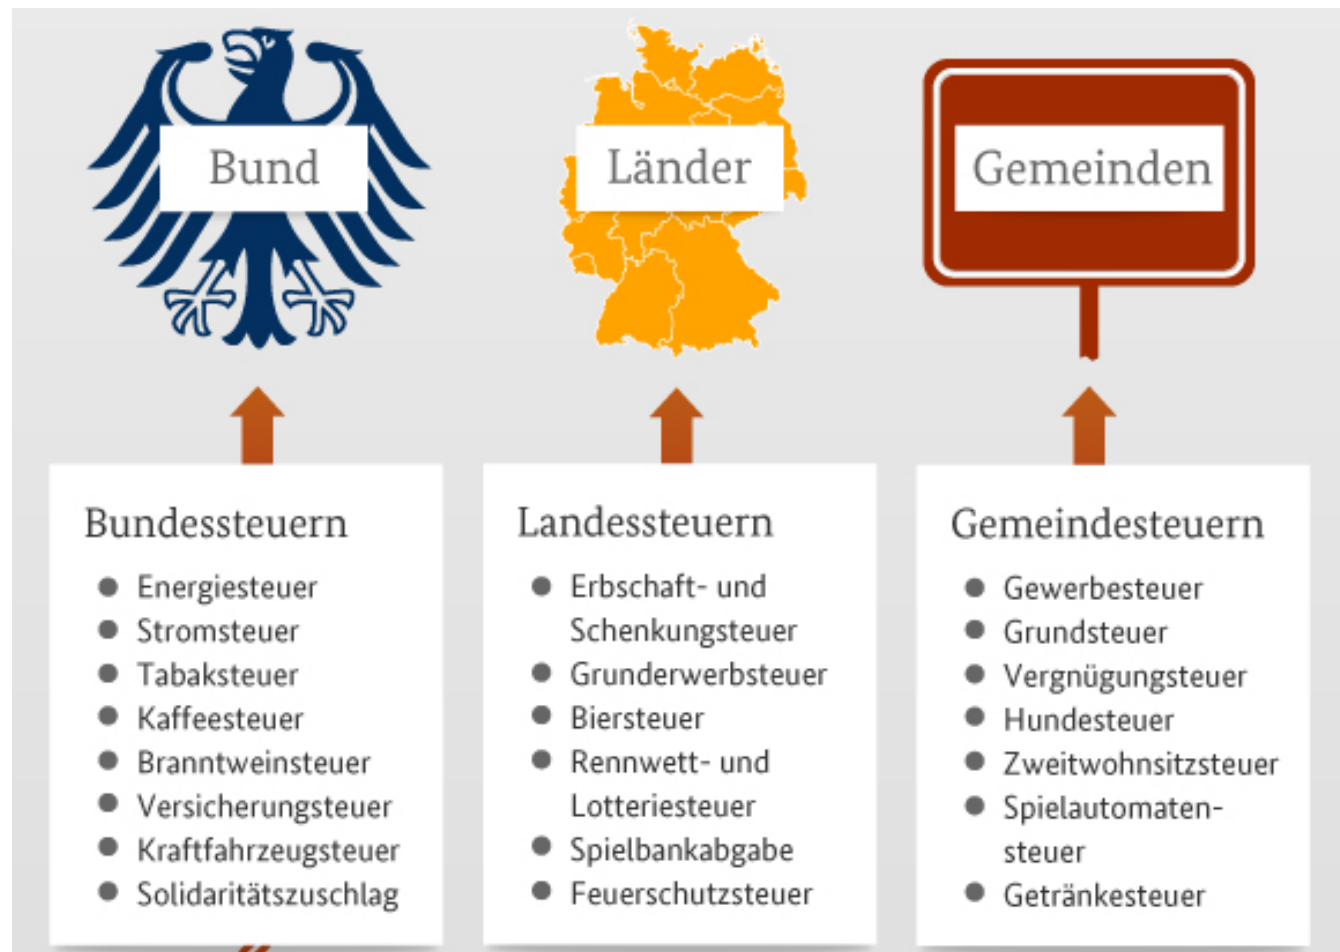 Bund
Länder
Gemeinden
Bundessteuern
Energiesteuer
Stromsteuer
Tabaksteuer
Kaffeesteuer
Branntweinsteuer
Versicherungsteuer
Kraftfahrzeugsteuer
Solidaritätszuschlag
Landessteuern
Erbschaft- und
Schenkungsteuer
Grunderwerbsteuer
Biersteuer
Rennwett- und
Lotteriesteuer
Spielbankabgabe
Feuerschutzsteuer
Gemeindesteuern
Gewerbesteuer
Grundsteuer
Vergnügungsteuer
Hundesteuer
Zweitwohnsitzsteuer
Spielautomaten-
steuer
Getränkesteuer